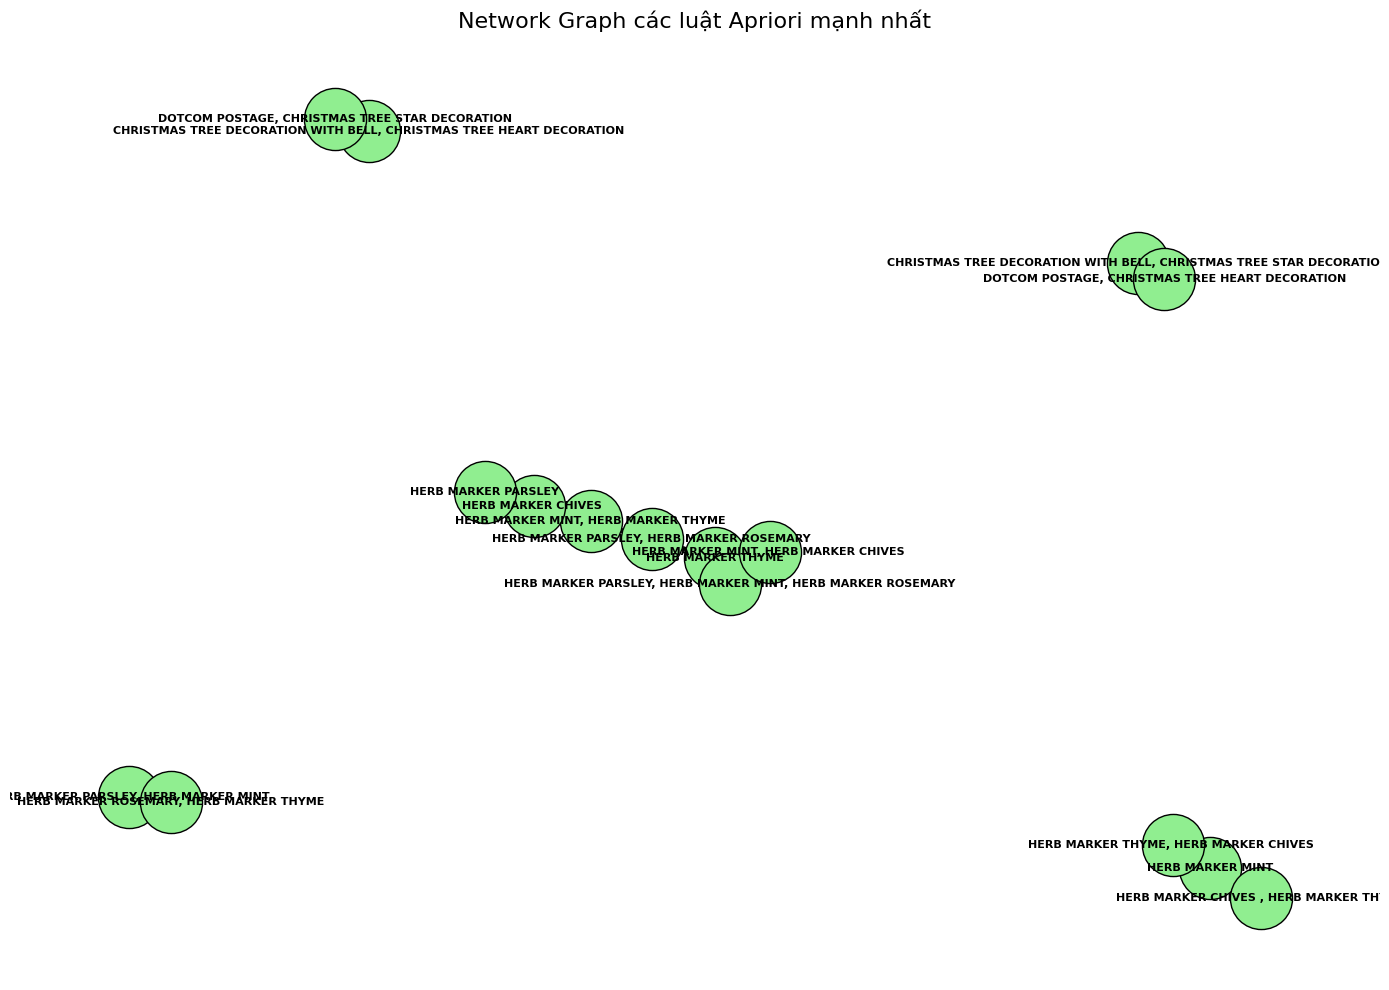 Network Graph các luật Apriori mạnh nhất
DOTCOM POSTAGE, CHRISTMAS TREE STAR DECORATION
CHRISTMAS TREE DECORATION WITH BELL, CHRISTMAS TREE HEART DECORATION
CHRISTMAS TREE DECORATION WITH BELL, CHRISTMAS TREE STAR DECORATIO
DOTCOM POSTAGE, CHRISTMAS TREE HEART DECORATION
HERB MARKER PARSLEY
HERB MARKER CHIVES
HERB MARKER MINT, HERB MARKER THYME
HERB MARKER PARSLEY, HERB MARKER ROSEMARY
HERB MARKER MINT, HERB MARKER CHIVES
HERB MARKER THYME
HERB MARKER PARSLEY, HERB MARKER MINT, HERB MARKER ROSEMARY
RB MARKER PARSLEY, HERB MARKER MINT
HERB MARKER ROSEMARY, HERB MARKER THYME
HERB MARKER THYME, HERB MARKER CHIVES
HERB MARKER MINT
HERB MARKER CHIVES , HERB MARKER TH